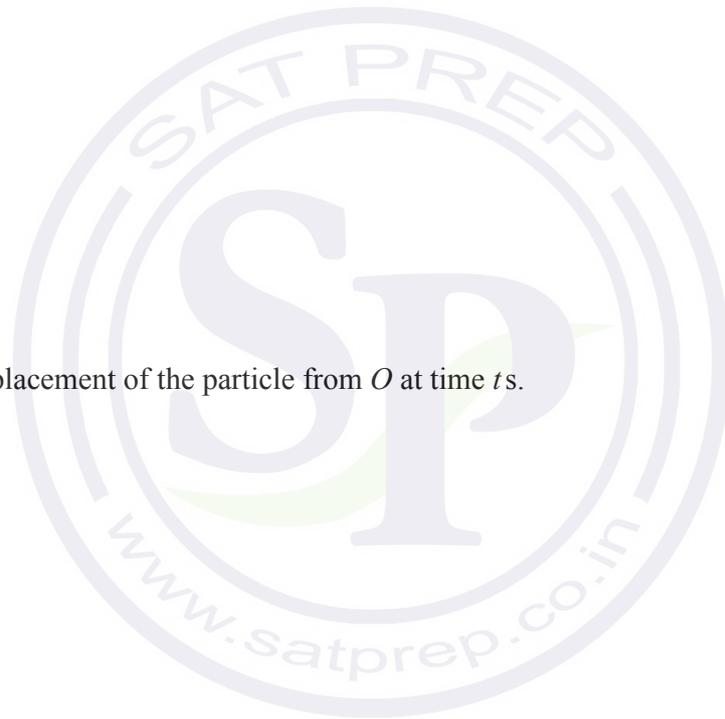 SAT PREP
SP
placement of the particle from O at time t s.
www.satprep.co.in